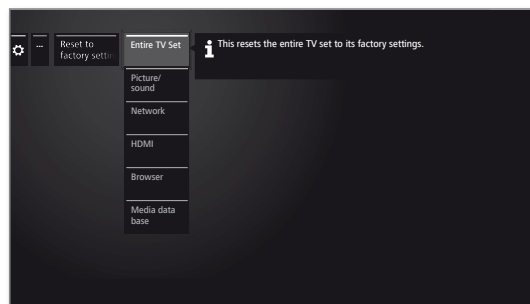 ...
Reset to
factory settin
Entire TV Set
This resets the entire TV set to its factory settings.
Picture/
sound
Network
HDMI
Browser
Media data
base